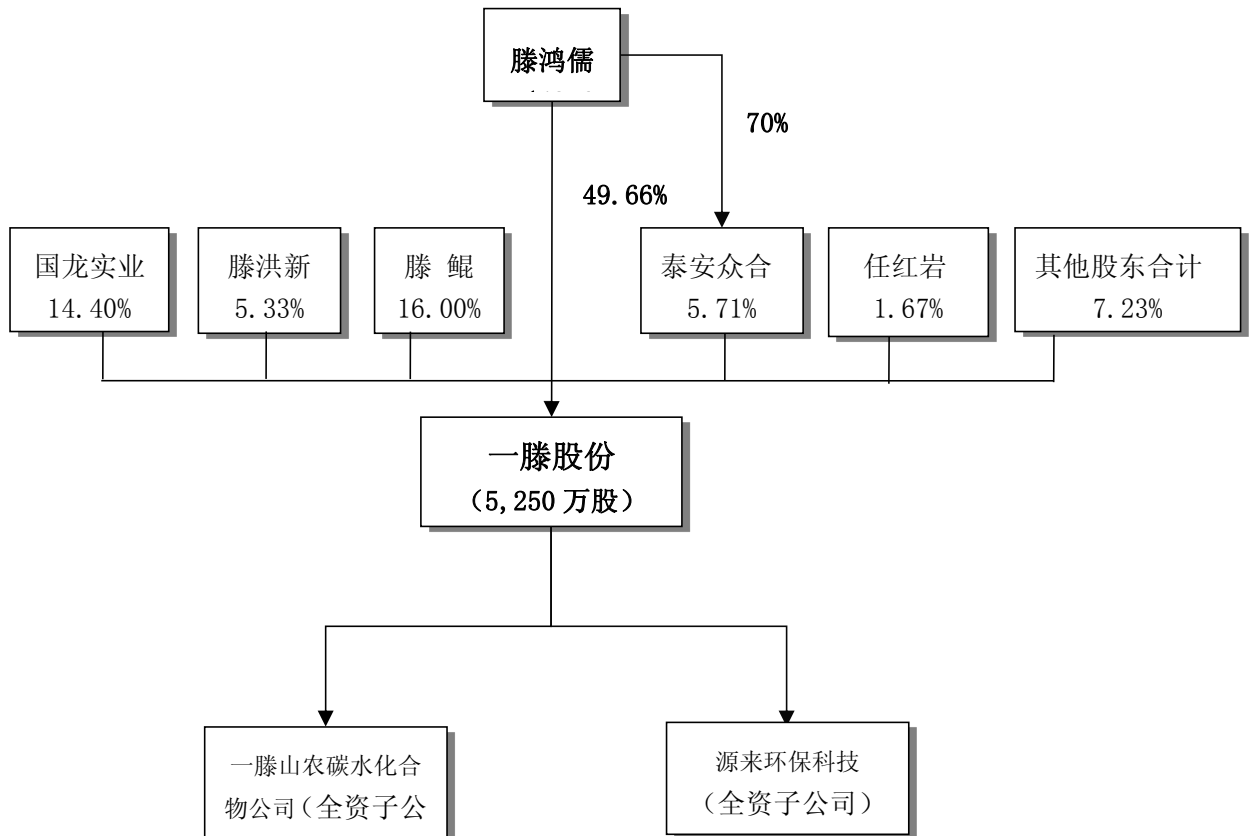 滕鸿儒
70%
49.66%
国龙实业
14.40%
滕洪新
5.33%
滕 鲲
16.00%
泰安众合
5.71%
任红岩
1.67%
其他股东合计
7.23%
一滕股份
（5,250 万股）
一滕山农碳水化合
物公司（全资子公
源来环保科技
（全资子公司）